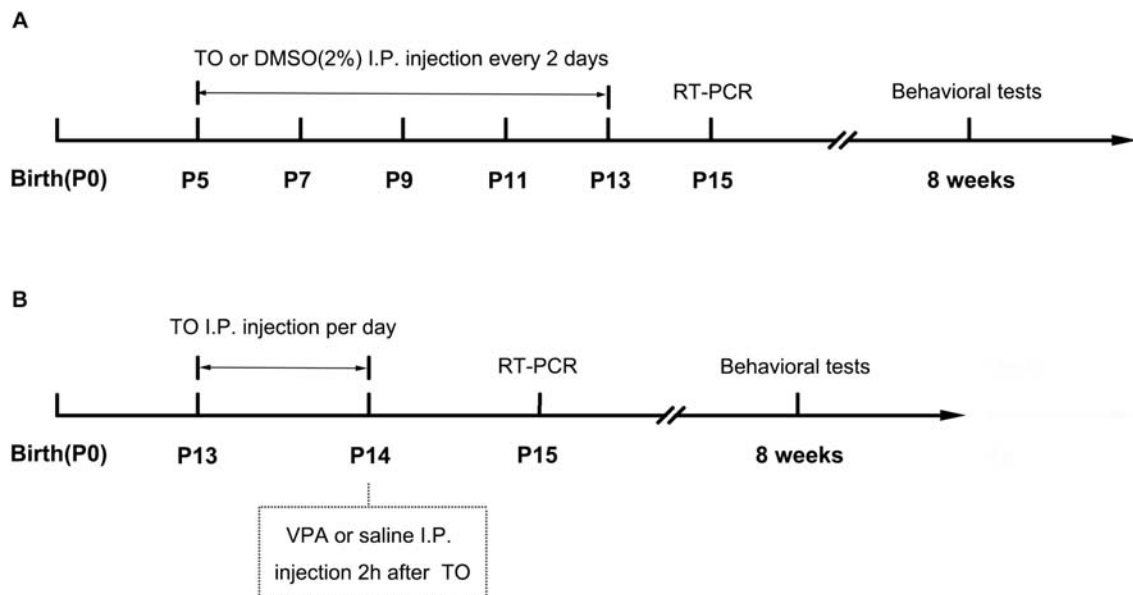 A
TO or DMSO(2%) I.P. injection every 2 days
RT-PCR
Behavioral tests
Birth(P0)
P5
P7
P9
P11
P13
P15
8 weeks
B
TO I.P. injection per day
RT-PCR
Behavioral tests
Birth(P0)
P13
P14
P15
8 weeks
VPA or saline I.P.
injection 2h after TO